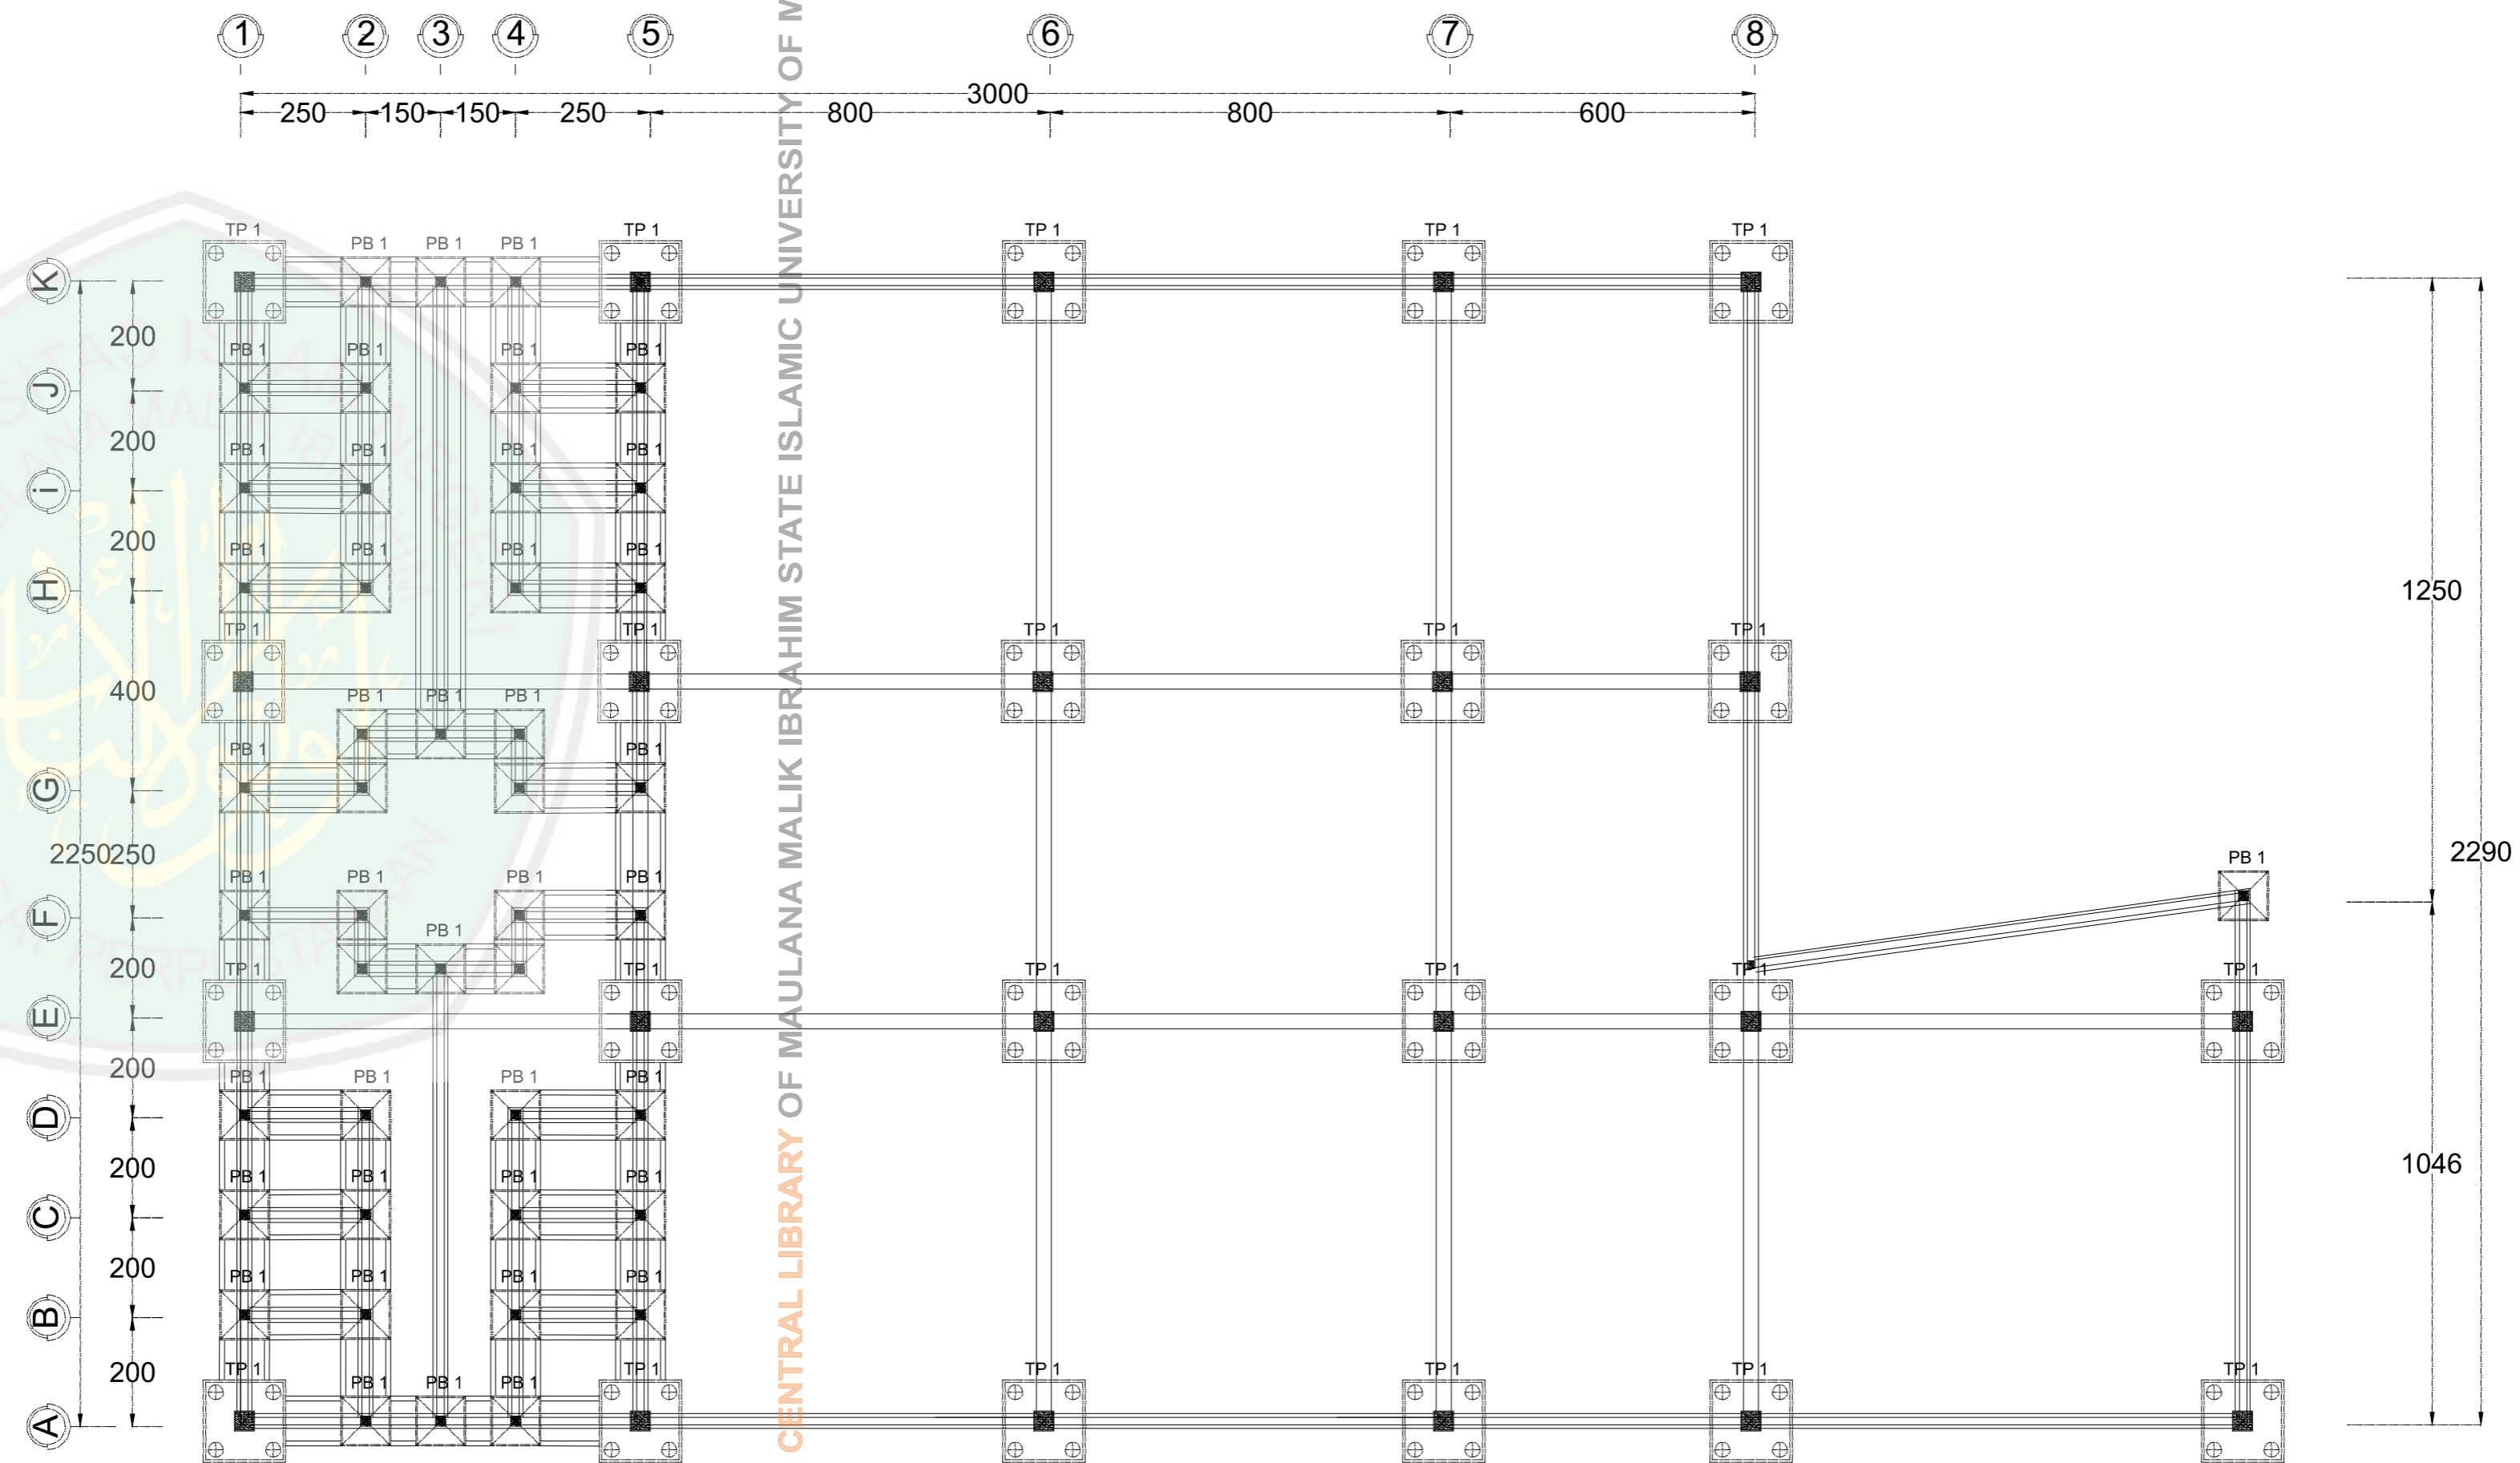 1 2 3 4 5 6 7 8
3000
250 150 150 250 800 800 600
TP 1 TP 1 TP 1 TP 1 TP 1
PB 1 PB 1 PB 1
K
200
PB 1 PB 1 PB 1 PB 1
J
200
PB 1 PB 1 PB 1 PB 1
i
200
PB 1 PB 1 PB 1 PB 1
H
1250
TP 1 TP 1 TP 1 TP 1 TP 1
400
PB 1 PB 1 PB 1
PB 1 PB 1
G
2250 250
2290
PB 1
PB 1 PB 1 PB 1 PB 1
F
PB 1
200
TP 1 TP 1 TP 1 TP 1 TP 1 TP 1
E
200
PB 1 PB 1 PB 1 PB 1
D
200
1046
PB 1 PB 1 PB 1 PB 1
C
200
PB 1 PB 1 PB 1 PB 1
B
200
TP 1 TP 1 TP 1 TP 1 TP 1 TP 1
PB 1 PB 1 PB 1
A
CENTRAL LIBRARY OF MAULANA MALIK IBRAHIM STATE ISLAMIC UNIVERSITY OF M